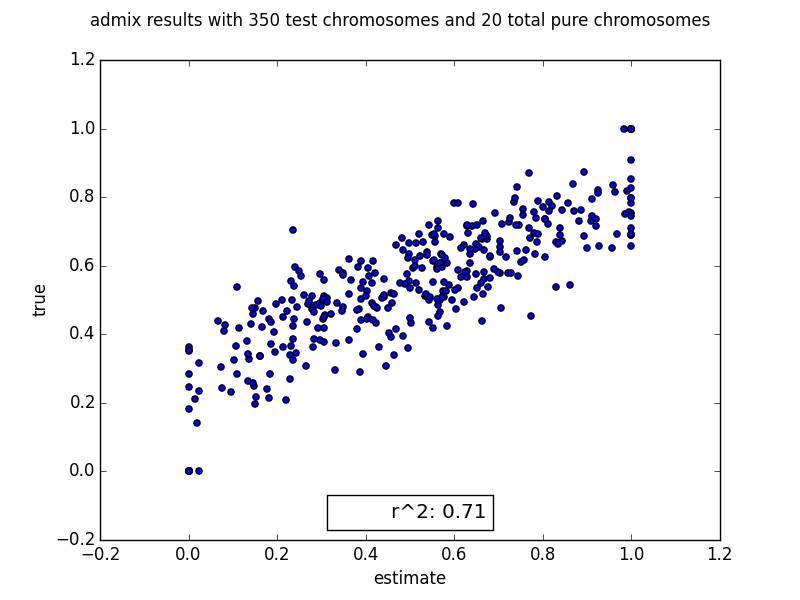 admix results with 350 test chromosomes and 20 total pure chromosomes
1.2
1.0
0.8
0.6
0.4
0.2
0.0
−0.2
true
r^2: 0.71
−0.2 0.0 0.2 0.4 0.6 0.8 1.0 1.2
estimate